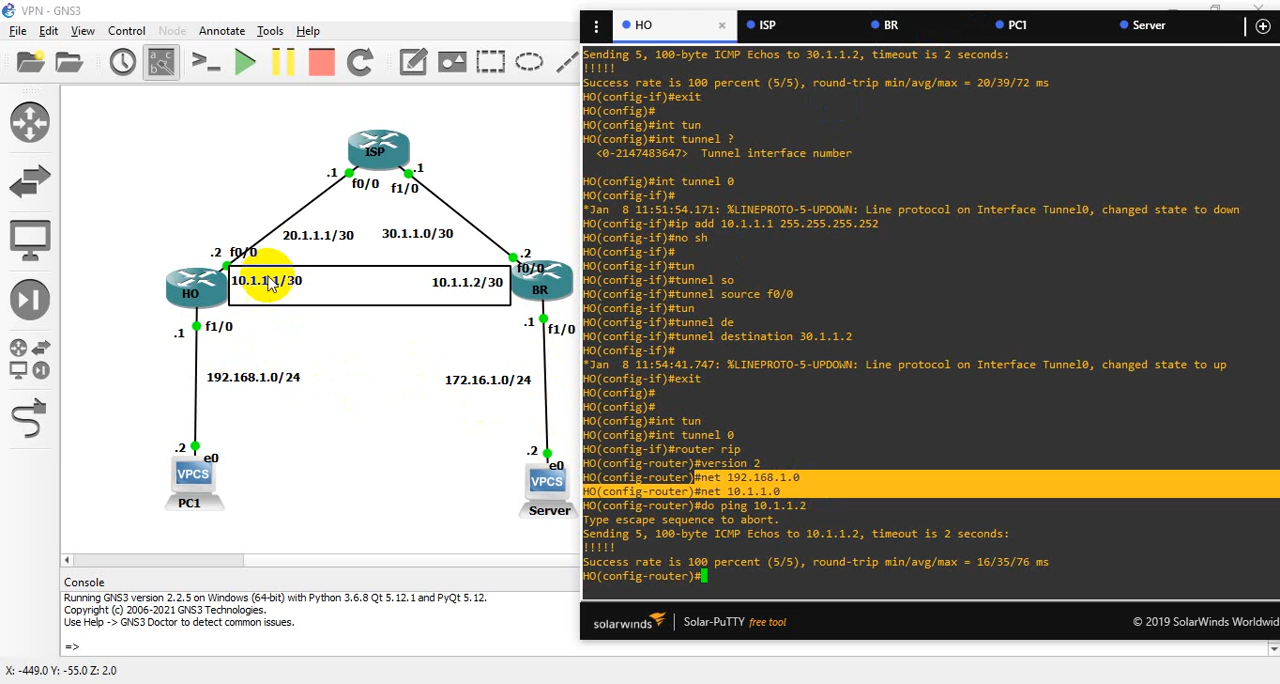 VPN - GNS3
File Edit View Control Node Annotate Tools Help
ISP
.1
.1
f0/0
f1/0
20.1.1.1/30
30.1.1.0/30
.2
f0/0
.2
f0/0
10.1.1.1/30
10.1.1.2/30
HO
BR
.1
f1/0
.1
f1/0
192.168.1.0/24
172.16.1.0/24
.2
e0
.2
e0
VPCS
VPCS
PC1
Server
Console
Running GNS3 version 2.2.5 on Windows (64-bit) with Python 3.6.8 Qt 5.12.1 and PyQt 5.12.
Copyright (c) 2006-2021 GNS3 Technologies.
Use Help -> GNS3 Doctor to detect common issues.
=>
X: -449.0 Y: -55.0 Z: 2.0
HO
ISP
BR
PC1
Server
Sending 5, 100-byte ICMP Echos to 30.1.1.2, timeout is 2 seconds:
!!!!!
Success rate is 100 percent (5/5), round-trip min/avg/max = 20/39/72 ms
HO(config-if)#exit
HO(config)#
HO(config)#int tun
HO(config)#int tunnel ?
<0-2147483647> Tunnel interface number
HO(config)#int tunnel 0
HO(config-if)#
*Jan 8 11:51:54.171: %LINEPROTO-5-UPDOWN: Line protocol on Interface Tunnel0, changed state to down
HO(config-if)#ip add 10.1.1.1 255.255.255.252
HO(config-if)#no sh
HO(config-if)#
HO(config-if)#tun
HO(config-if)#tunnel so
HO(config-if)#tunnel source f0/0
HO(config-if)#tun
HO(config-if)#tunnel de
HO(config-if)#tunnel destination 30.1.1.2
HO(config-if)#
*Jan 8 11:54:41.747: %LINEPROTO-5-UPDOWN: Line protocol on Interface Tunnel0, changed state to up
HO(config-if)#exit
HO(config)#
HO(config)#
HO(config)#int tun
HO(config)#int tunnel 0
HO(config-if)#router rip
HO(config-router)#version 2
HO(config-router)#net 192.168.1.0
HO(config-router)#net 10.1.1.0
HO(config-router)#do ping 10.1.1.2
Type escape sequence to abort.
Sending 5, 100-byte ICMP Echos to 10.1.1.2, timeout is 2 seconds:
!!!!!
Success rate is 100 percent (5/5), round-trip min/avg/max = 16/35/76 ms
HO(config-router)#
solarwinds Solar-PuTTY free tool
© 2019 SolarWinds Worldwid